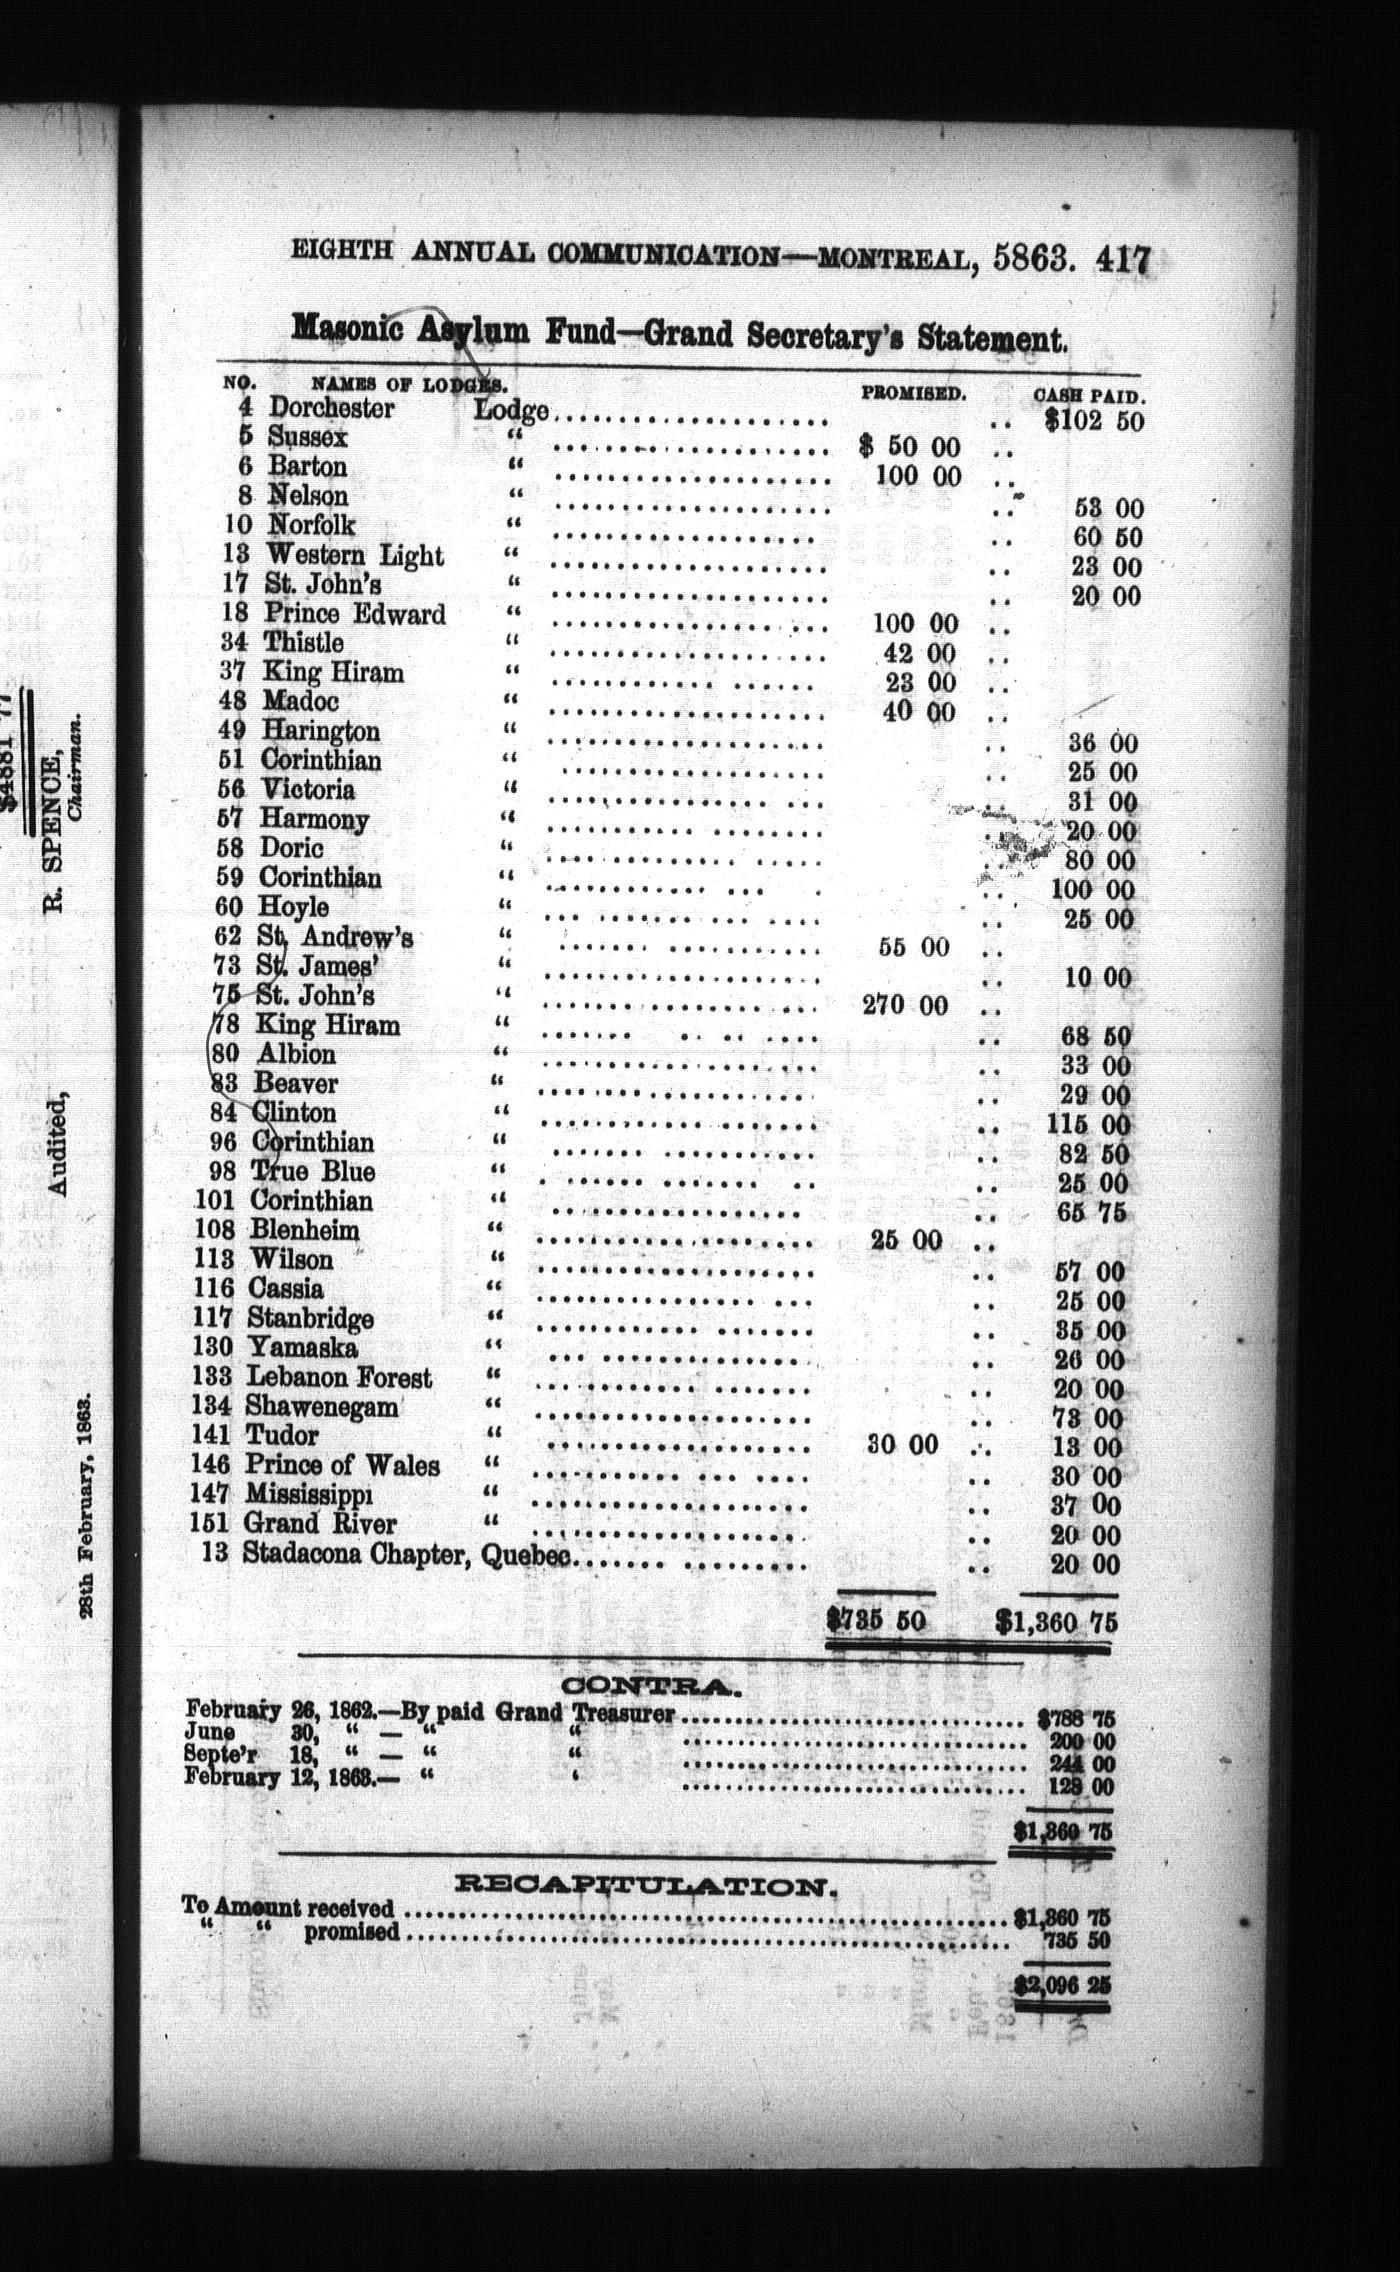 EIGHTH ANNUAL COMMUNICATION—MONTREAL, 5863. 417
Masonic Asylum Fund—Grand Secretary's Statement.
NO. NAMES OF LODGES. PROMISED. CASH PAID.
4 Dorchester Lodge .. $102 50
5 Sussex " $ 50 00 ..
6 Barton " 100 00 ..
8 Nelson " .. 53 00
10 Norfolk " .. 60 50
13 Western Light " .. 23 00
17 St. John's " .. 20 00
18 Prince Edward " 100 00 ..
34 Thistle " 42 00 ..
37 King Hiram " 23 00 ..
48 Madoc " 40 00 ..
49 Harington " .. 36 00
51 Corinthian " .. 25 00
56 Victoria " .. 31 00
57 Harmony " .. 20 00
58 Doric " .. 80 00
59 Corinthian " .. 100 00
60 Hoyle " .. 25 00
62 St. Andrew's " 55 00 ..
73 St. James' " .. 10 00
75 St. John's " 270 00 ..
78 King Hiram " .. 68 50
80 Albion " .. 33 00
83 Beaver " .. 29 00
84 Clinton " .. 115 00
96 Corinthian " .. 82 50
98 True Blue " .. 25 00
101 Corinthian " .. 65 75
108 Blenheim " 25 00 ..
113 Wilson " .. 57 00
116 Cassia " .. 25 00
117 Stanbridge " .. 35 00
130 Yamaska " .. 26 00
133 Lebanon Forest " .. 20 00
134 Shawenegam " .. 73 00
141 Tudor " 30 00 .. 13 00
146 Prince of Wales " .. 30 00
147 Mississippi " .. 37 00
151 Grand River " .. 20 00
13 Stadacona Chapter, Quebec. .. 20 00
$735 50 $1,360 75
CONTRA.
February 26, 1862.—By paid Grand Treasurer $788 75
June 30, " — " " 200 00
Septe'r 18, " — " " 244 00
February 12, 1863.— " ' 128 00
$1,360 75
RECAPITULATION.
To Amount received $1,360 75
" " promised 735 50
$2,096 25
$4881 77
R. SPENCE,
Chairman.
Audited,
28th February, 1863.